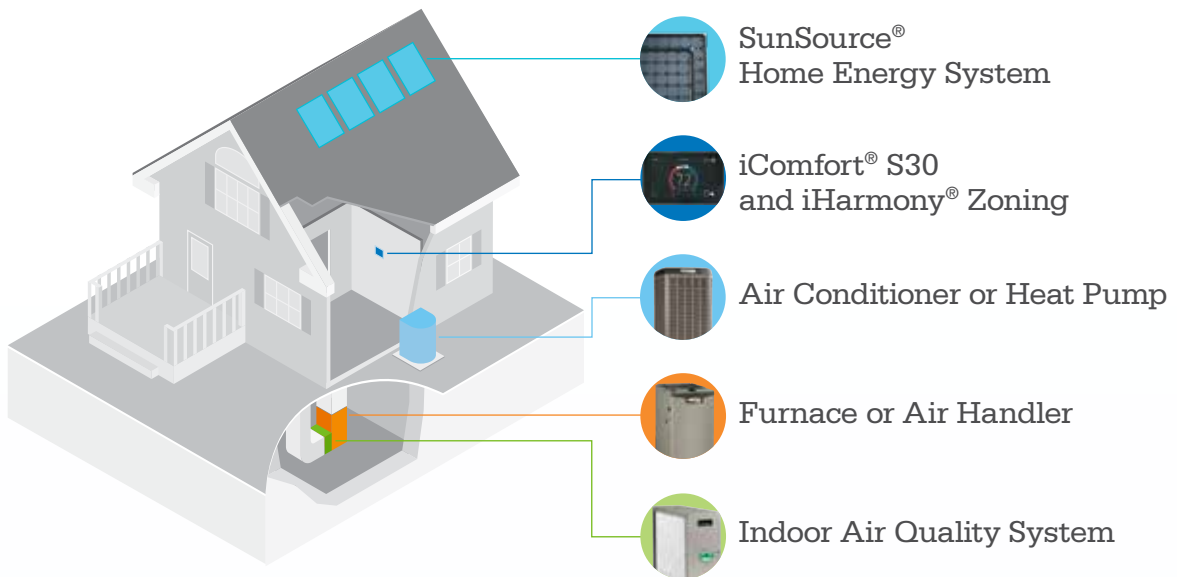 SunSource®
Home Energy System
iComfort® S30
and iHarmony® Zoning
72
Air Conditioner or Heat Pump
Furnace or Air Handler
Indoor Air Quality System